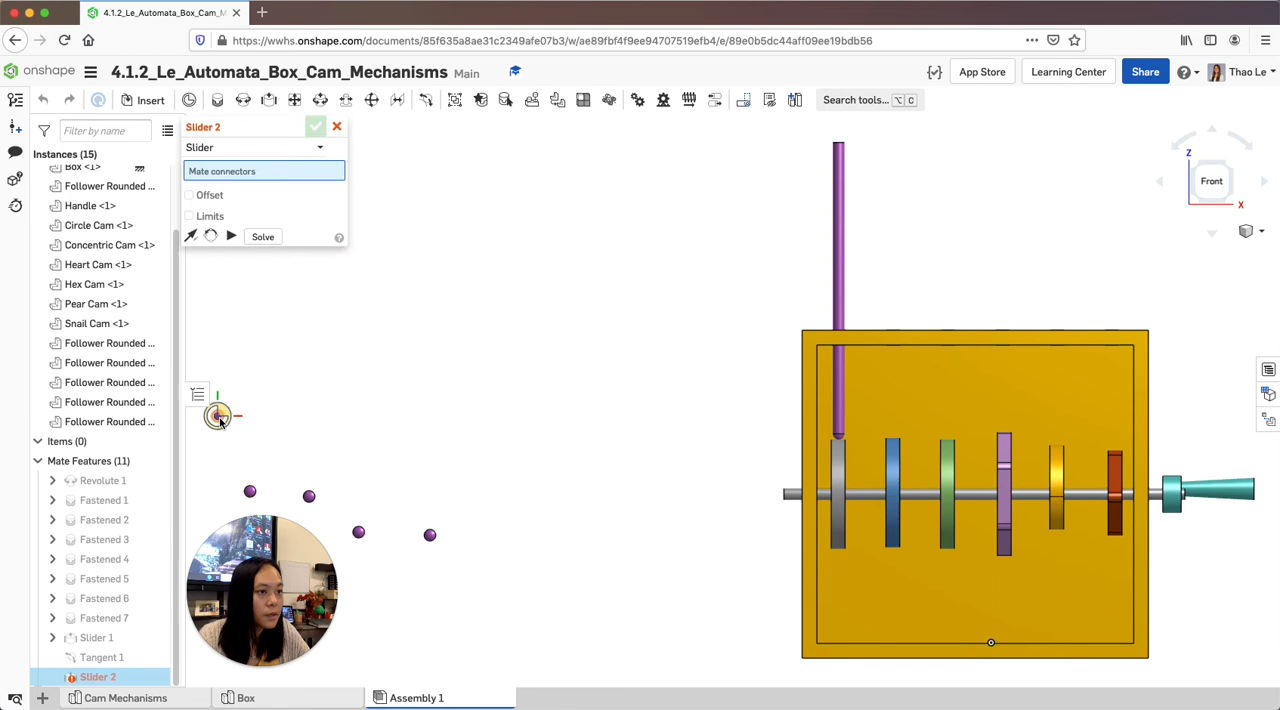 4.1.2_Le_Automata_Box_Cam_M
https://wwhs.onshape.com/documents/85f635a8ae31c2349afe07b3/w/ae89fbf4f9ee94707519efb4/e/89e0b5dc44aff09ee19bdb56
onshape
4.1.2_Le_Automata_Box_Cam_Mechanisms Main
App Store
Learning Center
Share
Thao Le
Insert
Search tools... ⌥ C
Filter by name
Instances (15)
Box <1>
Follower Rounded ...
Handle <1>
Circle Cam <1>
Concentric Cam <1>
Heart Cam <1>
Hex Cam <1>
Pear Cam <1>
Snail Cam <1>
Follower Rounded ...
Follower Rounded ...
Follower Rounded ...
Follower Rounded ...
Follower Rounded ...
Items (0)
Mate Features (11)
Revolute 1
Fastened 1
Fastened 2
Fastened 3
Fastened 4
Fastened 5
Fastened 6
Fastened 7
Slider 1
Tangent 1
Slider 2
Slider 2
Slider
Mate connectors
Offset
Limits
Solve
Z
Front
X
Cam Mechanisms
Box
Assembly 1